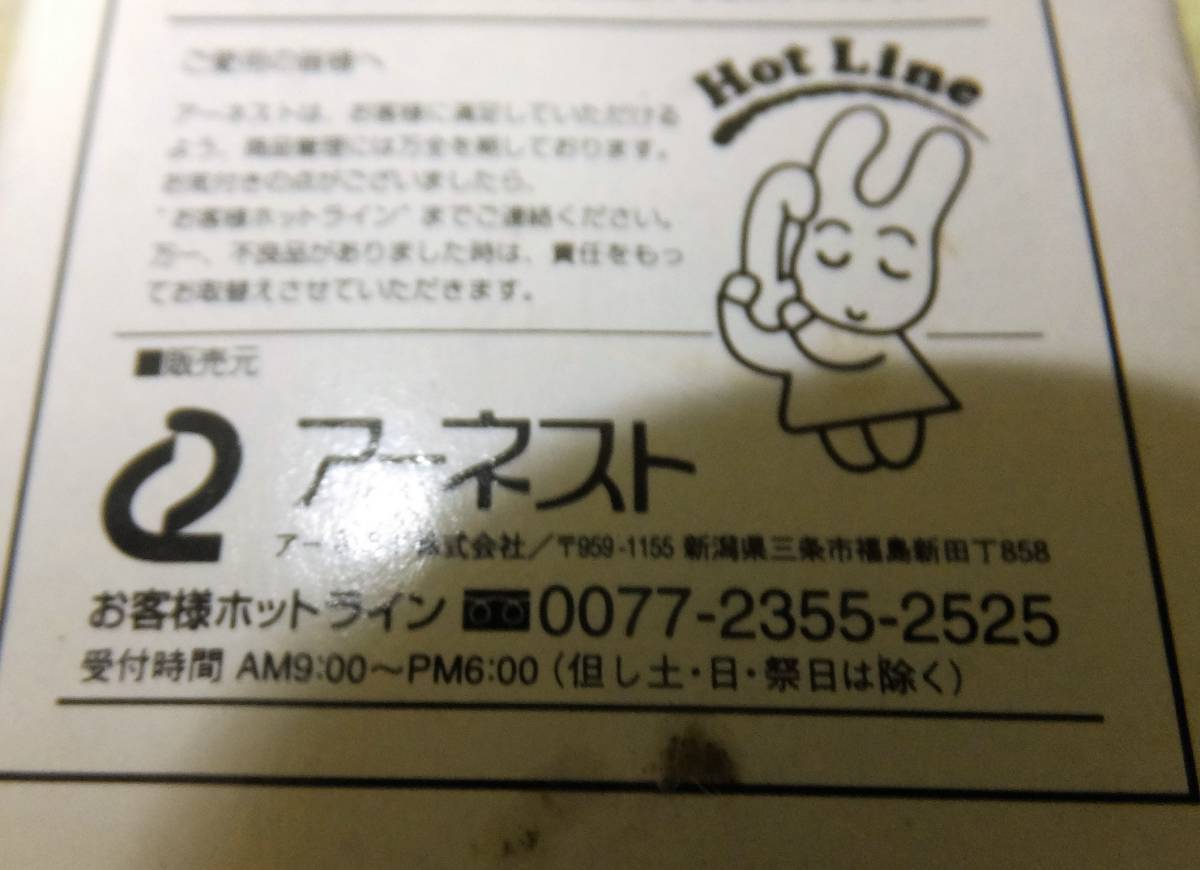 Hot Line
ご愛用の皆様へ
アーネストは、お客様に満足していただける
よう、商品管理には万全を期しております。
お気付きの点がございましたら、
"お客様ホットライン"までご連絡ください。
万一、不良品がありました時は、責任をもっ
てお取替えさせていただきます。
■販売元
アーネスト
アー 株式会社／〒959-1155 新潟県三条市福島新田丁858
お客様ホットライン 0077-2355-2525
受付時間 AM9:00～PM6:00（但し土・日・祭日は除く）